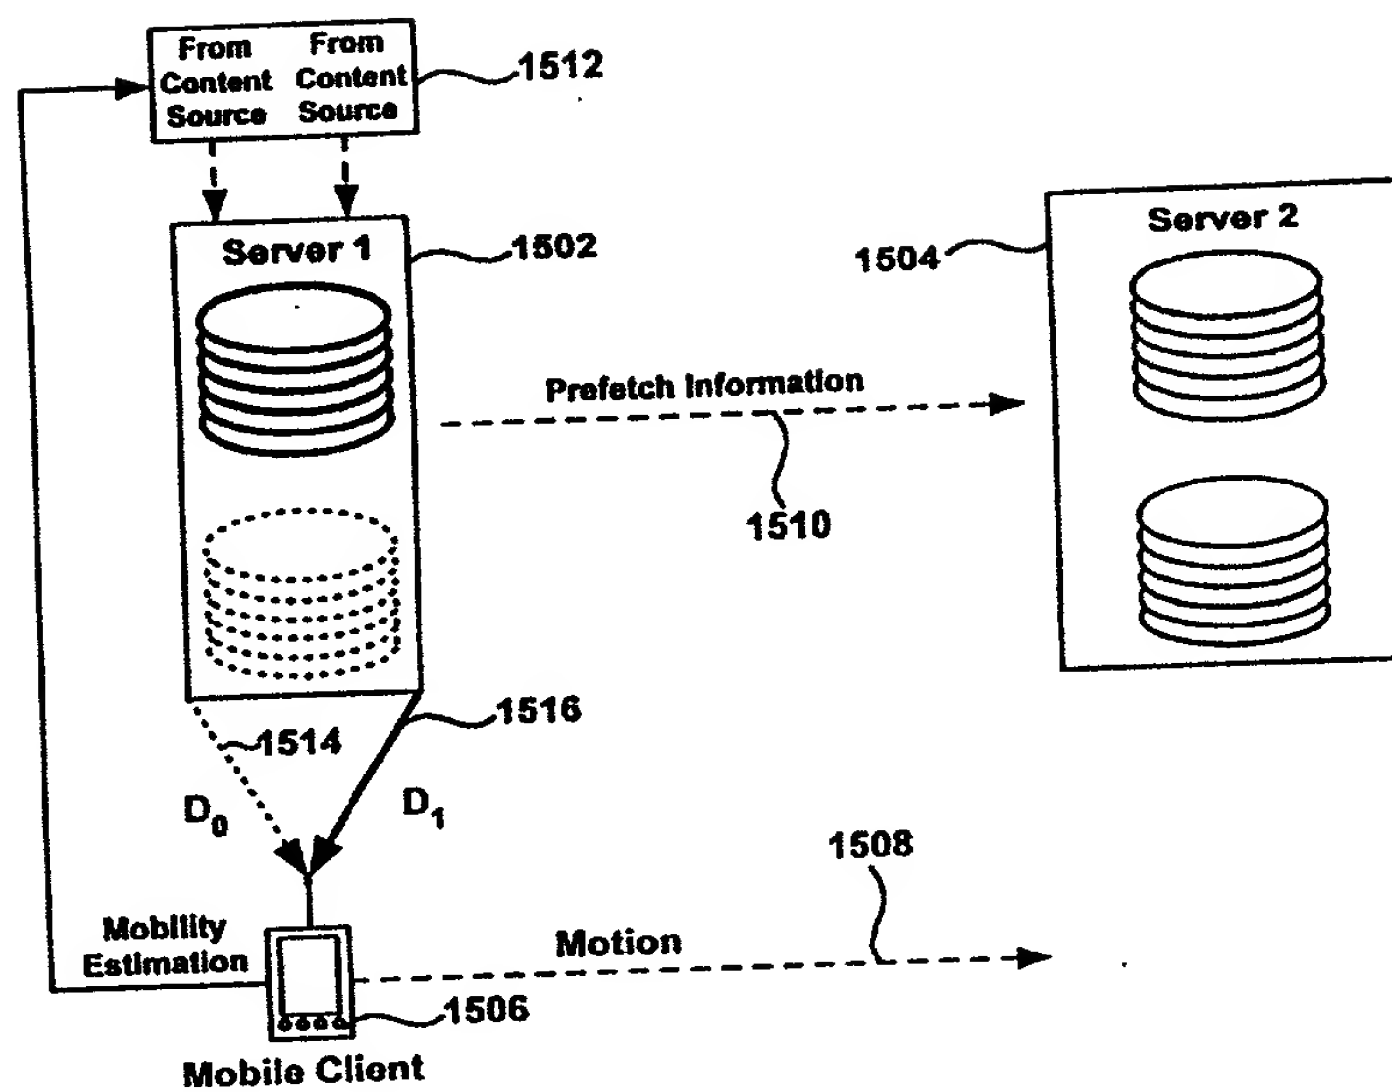 From
Content
Source
From
Content
Source
1512
Server 1
1502
1504
Server 2
Prefetch Information
1510
1516
1514
D0
D1
1508
Mobility
Estimation
Motion
1506
Mobile Client